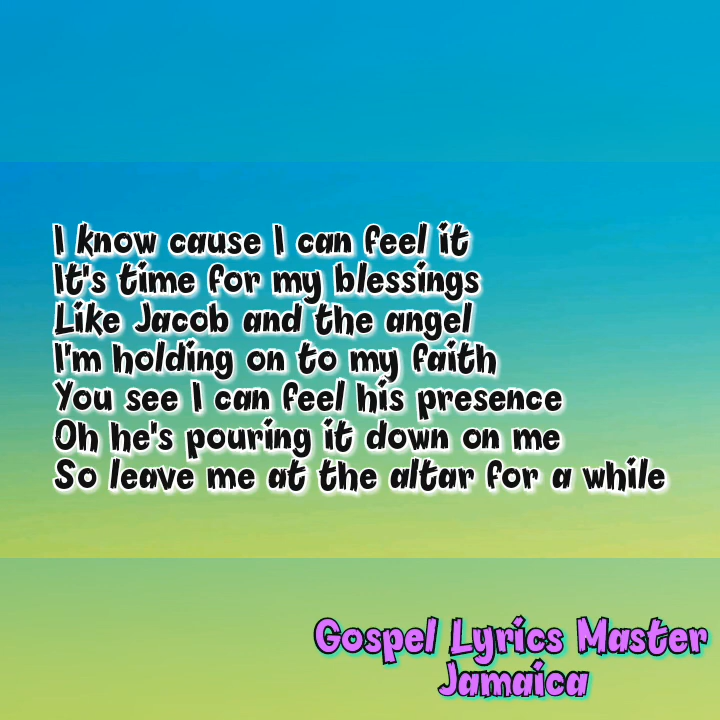 I know cause I can feel it
It's time for my blessings
Like Jacob and the angel
I'm holding on to my faith
You see I can feel his presence
Oh he's pouring it down on me
So leave me at the altar for a while
Gospel Lyrics Master
Jamaica